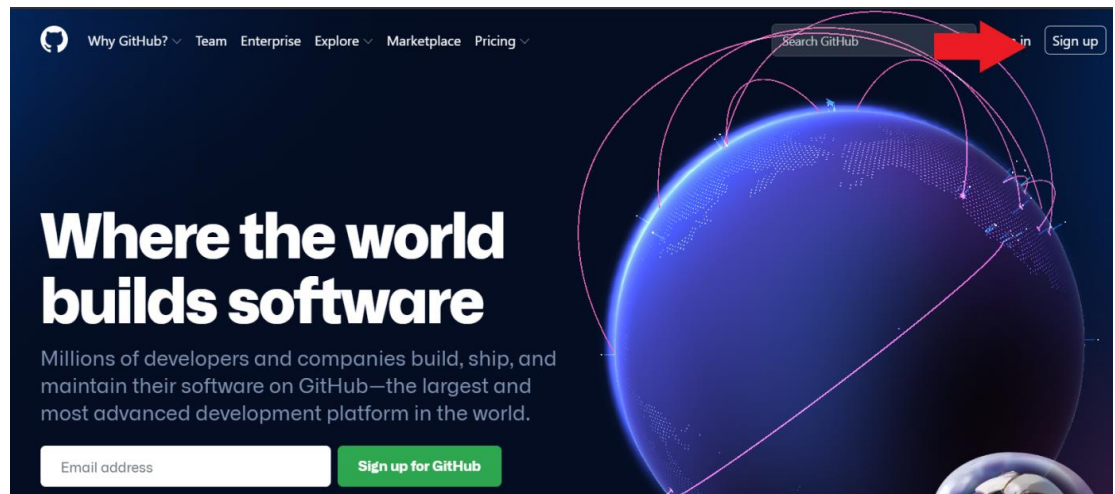 Why GitHub? Team Enterprise Explore Marketplace Pricing Search GitHub in Sign up
Where the world
builds software
Millions of developers and companies build, ship, and
maintain their software on GitHub—the largest and
most advanced development platform in the world.
Email address Sign up for GitHub